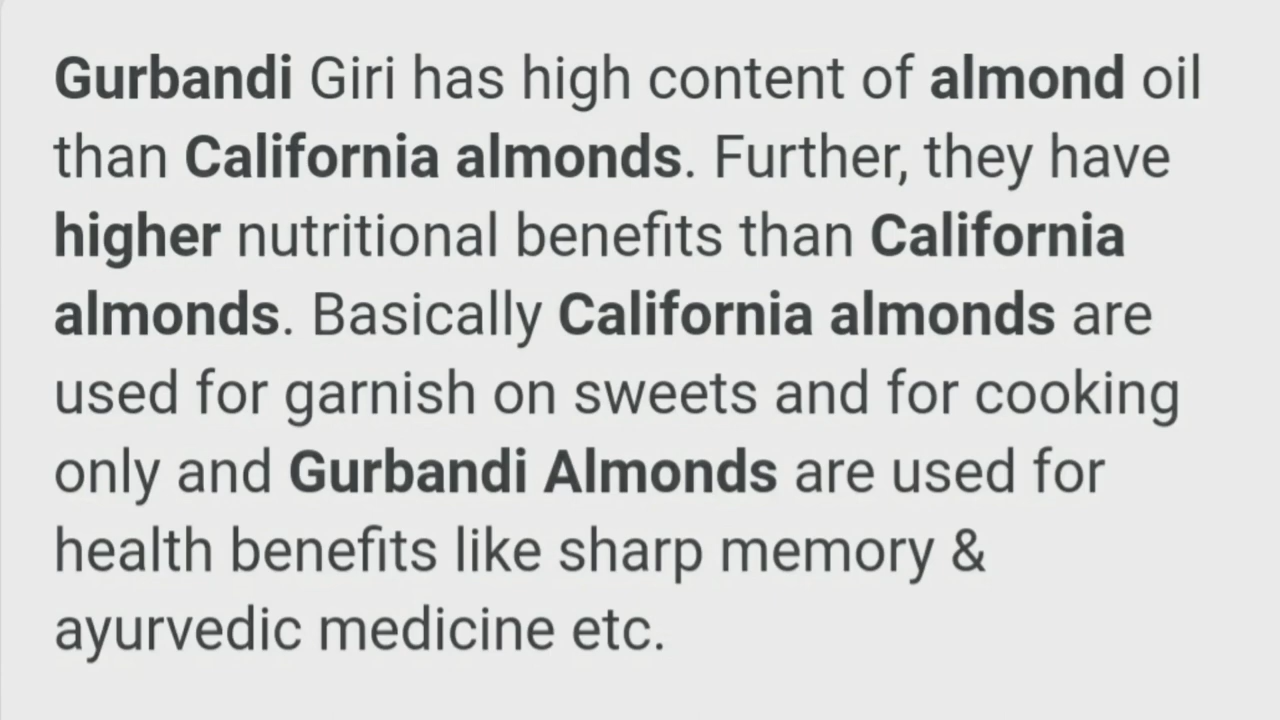 Gurbandi Giri has high content of almond oil
than California almonds. Further, they have
higher nutritional benefits than California
almonds. Basically California almonds are
used for garnish on sweets and for cooking
only and Gurbandi Almonds are used for
health benefits like sharp memory &
ayurvedic medicine etc.